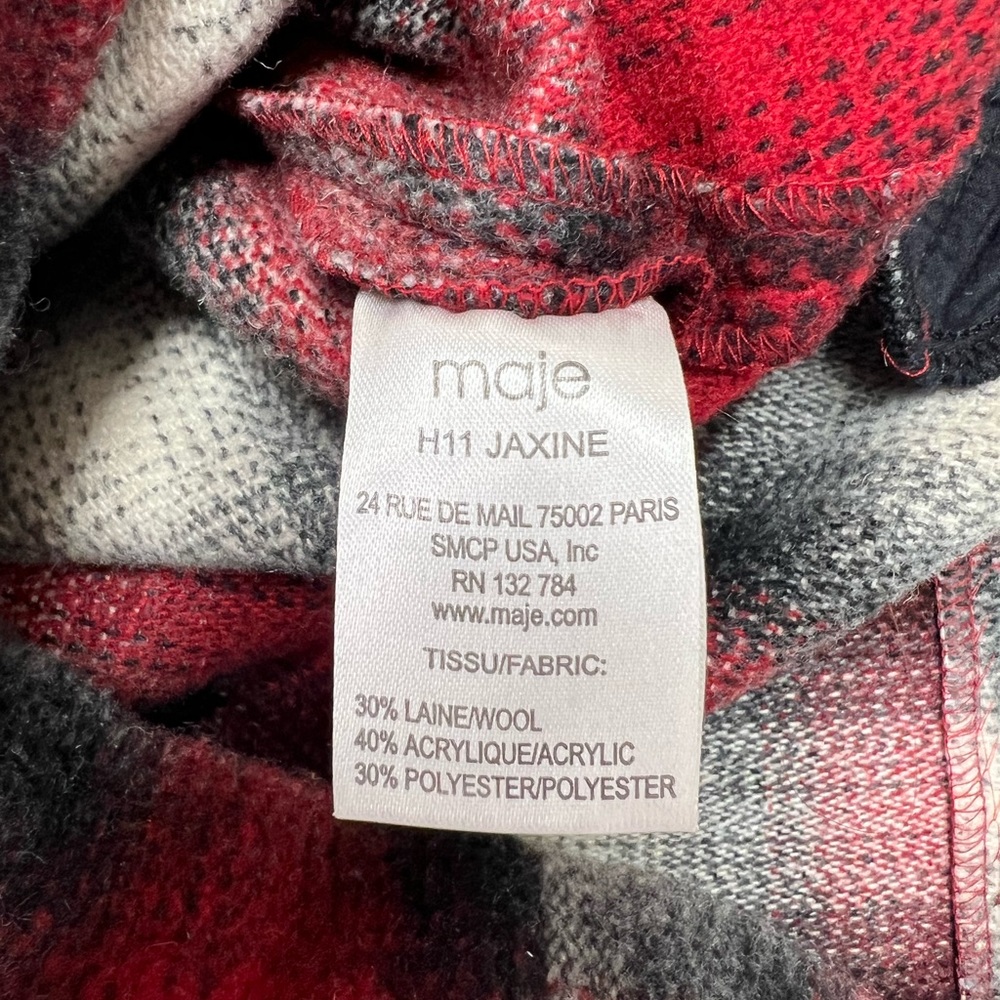 maje
H11 JAXINE
24 RUE DE MAIL 75002 PARIS
SMCP USA, Inc
RN 132 784
www.maje.com
TISSU/FABRIC:
30% LAINE/WOOL
40% ACRYLIQUE/ACRYLIC
30% POLYESTER/POLYESTER